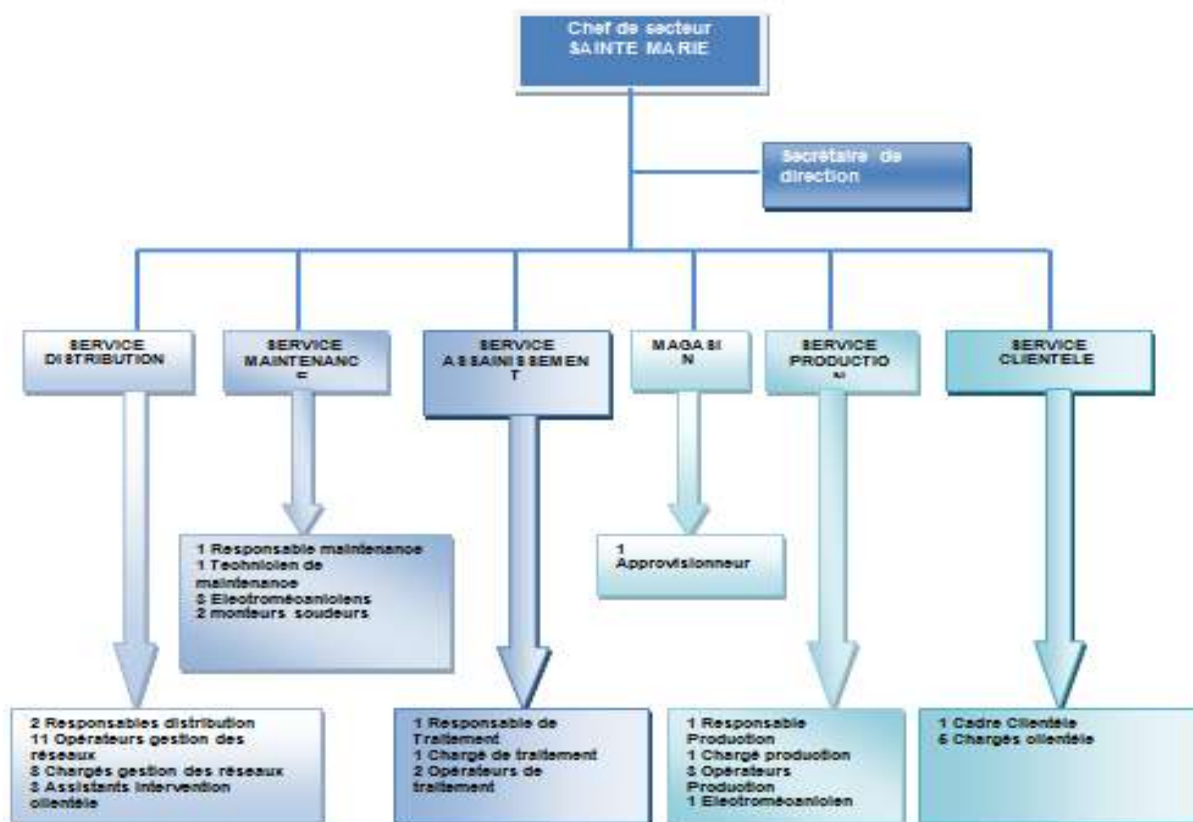 Chef de secteur
SAINTE MARIE
Secrétaire de
direction
SERVICE
DISTRIBUTION
SERVICE
MAINTENANC
E
SERVICE
ASSAINISSEMEN
T
MAGASI
N
SERVICE
PRODUCTIO
N
SERVICE
CLIENTELE
1 Responsable maintenance
1 Technicien de
maintenance
3 Electromécaniciens
2 monteurs soudeurs
1
Approvisionneur
2 Responsables distribution
11 Opérateurs gestion des
réseaux
Chargés gestion des réseaux
3 Assistants intervention
clientèle
1 Responsable de
Traitement
1 Chargé de traitement
2 Opérateurs de
traitement
1 Responsable
Production
1 Chargé production
3 Opérateurs
Production
1 Electromécanicien
1 Cadre Clientèle
Chargés clientèle